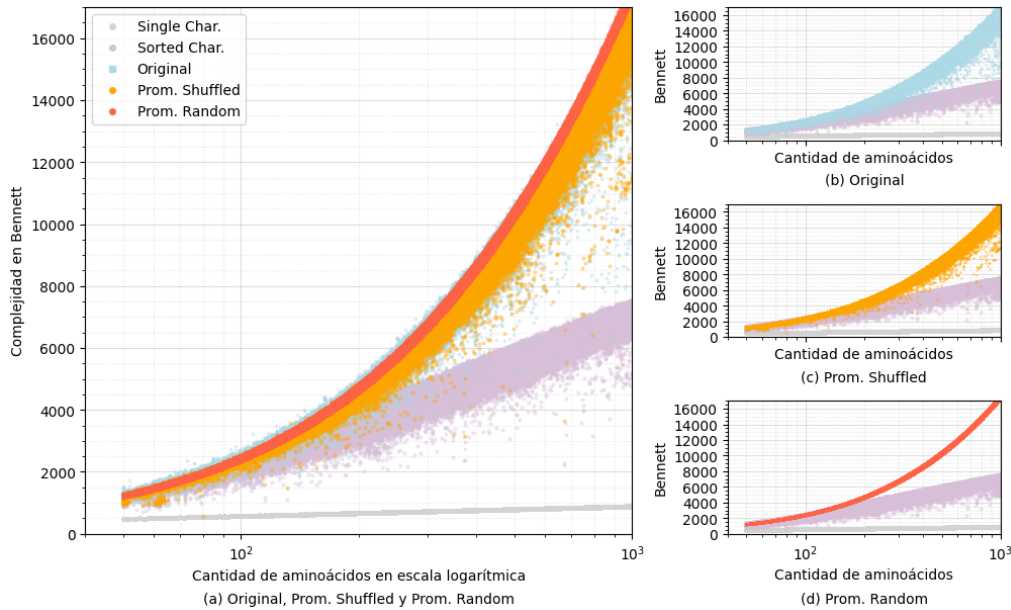 Single Char.
Sorted Char.
Original
Prom. Shuffled
Prom. Random
Complejidad en Bennett
16000
14000
12000
10000
8000
6000
4000
2000
0
10²
10³
Cantidad de aminoácidos en escala logarítmica
(a) Original, Prom. Shuffled y Prom. Random
Bennett
16000
14000
12000
10000
8000
6000
4000
2000
0
Cantidad de aminoácidos
(b) Original
Bennett
16000
14000
12000
10000
8000
6000
4000
2000
0
Cantidad de aminoácidos
(c) Prom. Shuffled
Bennett
16000
14000
12000
10000
8000
6000
4000
2000
0
10²
10³
Cantidad de aminoácidos
(d) Prom. Random